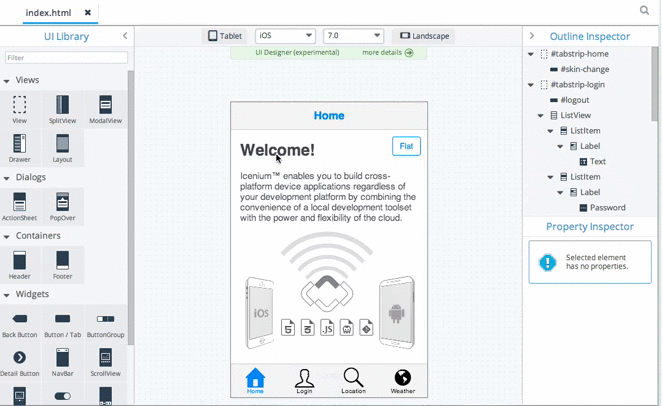 index.html ×
UI Library
Filter
Views
View
SplitView
ModalView
Drawer
Layout
Dialogs
ActionSheet
PopOver
Containers
Header
Footer
Widgets
Back Button
Button / Tab
ButtonGroup
Detail Button
NavBar
ScrollView
Tablet
iOS
7.0
Landscape
UI Designer (experimental)
more details
Home
Welcome!
Flat
Icenium™ enables you to build cross-
platform device applications regardless of
your development platform by combining the
convenience of a local development toolset
with the power and flexibility of the cloud.
iOS
JS
Home
Login
Location
Weather
Outline Inspector
#tabstrip-home
#skin-change
#tabstrip-login
#logout
ListView
ListItem
Label
Text
ListItem
Label
Password
Property Inspector
Selected element
has no properties.